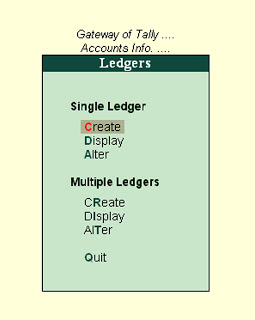 Gateway of Tally ....
Accounts Info. ....
Ledgers
Single Ledger
Create
Display
Alter
Multiple Ledgers
CReate
DIsplay
AlTer
Quit